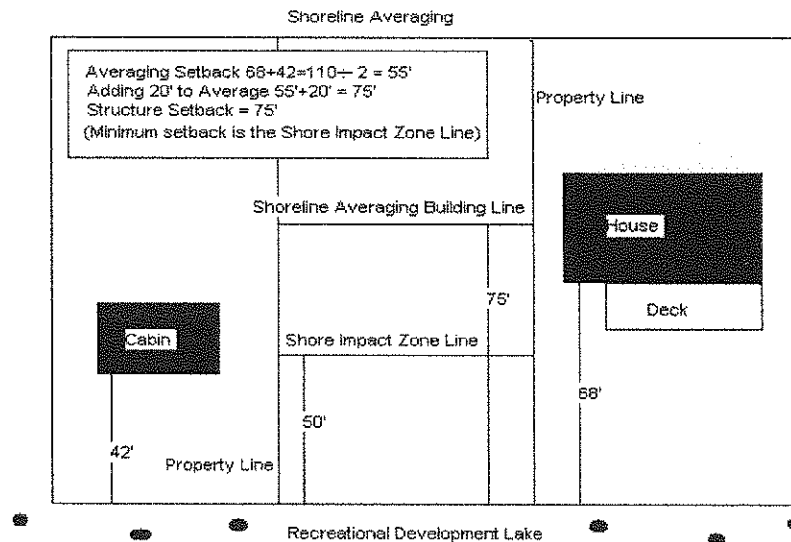 Shoreline Averaging
Averaging Setback 68+42=110÷ 2 = 55'
Adding 20' to Average 55'+20' = 75'
Structure Setback = 75'
(Minimum setback is the Shore Impact Zone Line)
Property Line
Shoreline Averaging Building Line
House
75'
Deck
Cabin
Shore Impact Zone Line
68'
50'
42'
Property Line
Recreational Development Lake